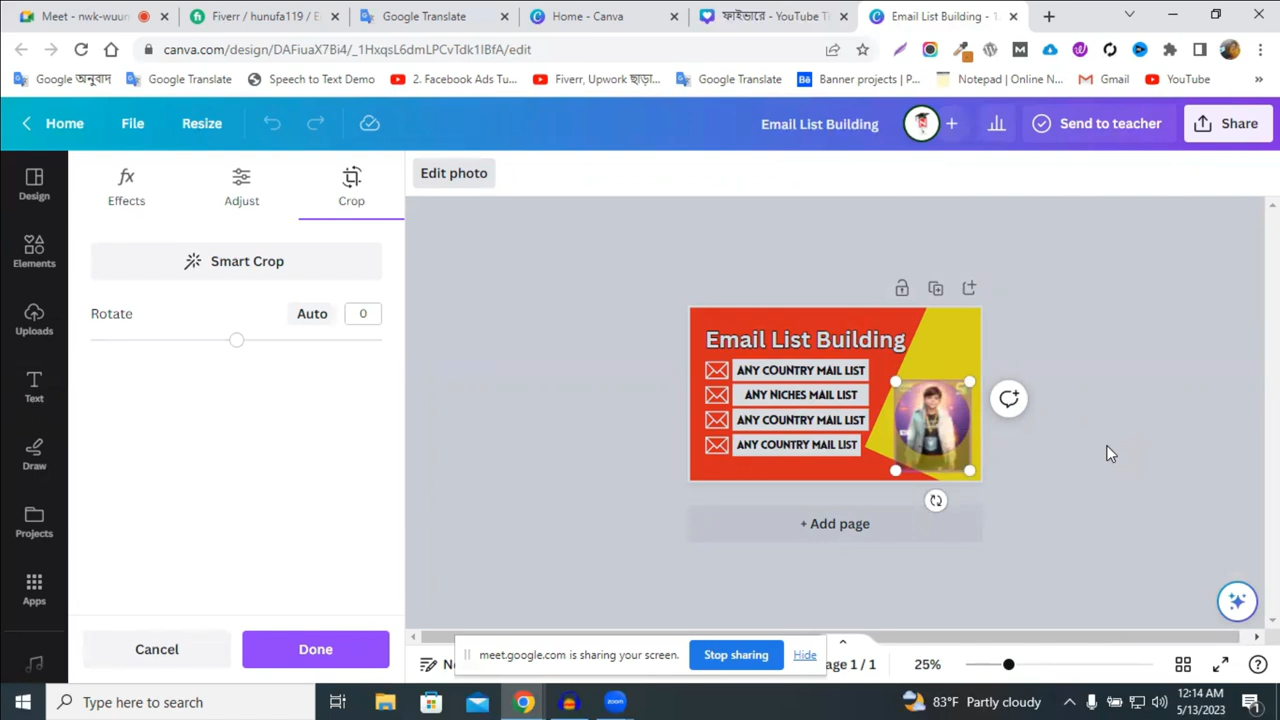 Meet - nwk-wuun
Fiverr / hunufa119 / E
Google Translate
Home - Canva
ফাইভারে - YouTube T
Email List Building - 1
canva.com/design/DAFiuaX7Bi4/_1HxqsL6dmLPCvTdk1IBfA/edit
Google অনুবাদ
Google Translate
Speech to Text Demo
2. Facebook Ads Tu...
Fiverr, Upwork ছাড়া...
Google Translate
Banner projects | P...
Notepad | Online N...
Gmail
YouTube
Home
File
Resize
Email List Building
Send to teacher
Share
Design
Elements
Uploads
Text
Draw
Projects
Apps
Effects
Adjust
Crop
Smart Crop
Rotate
Auto
0
Cancel
Done
Edit photo
Email List Building
ANY COUNTRY MAIL LIST
ANY NICHES MAIL LIST
ANY COUNTRY MAIL LIST
ANY COUNTRY MAIL LIST
+ Add page
meet.google.com is sharing your screen.
Stop sharing
Hide
age 1 / 1
25%
Type here to search
83°F Partly cloudy
12:14 AM
5/13/2023